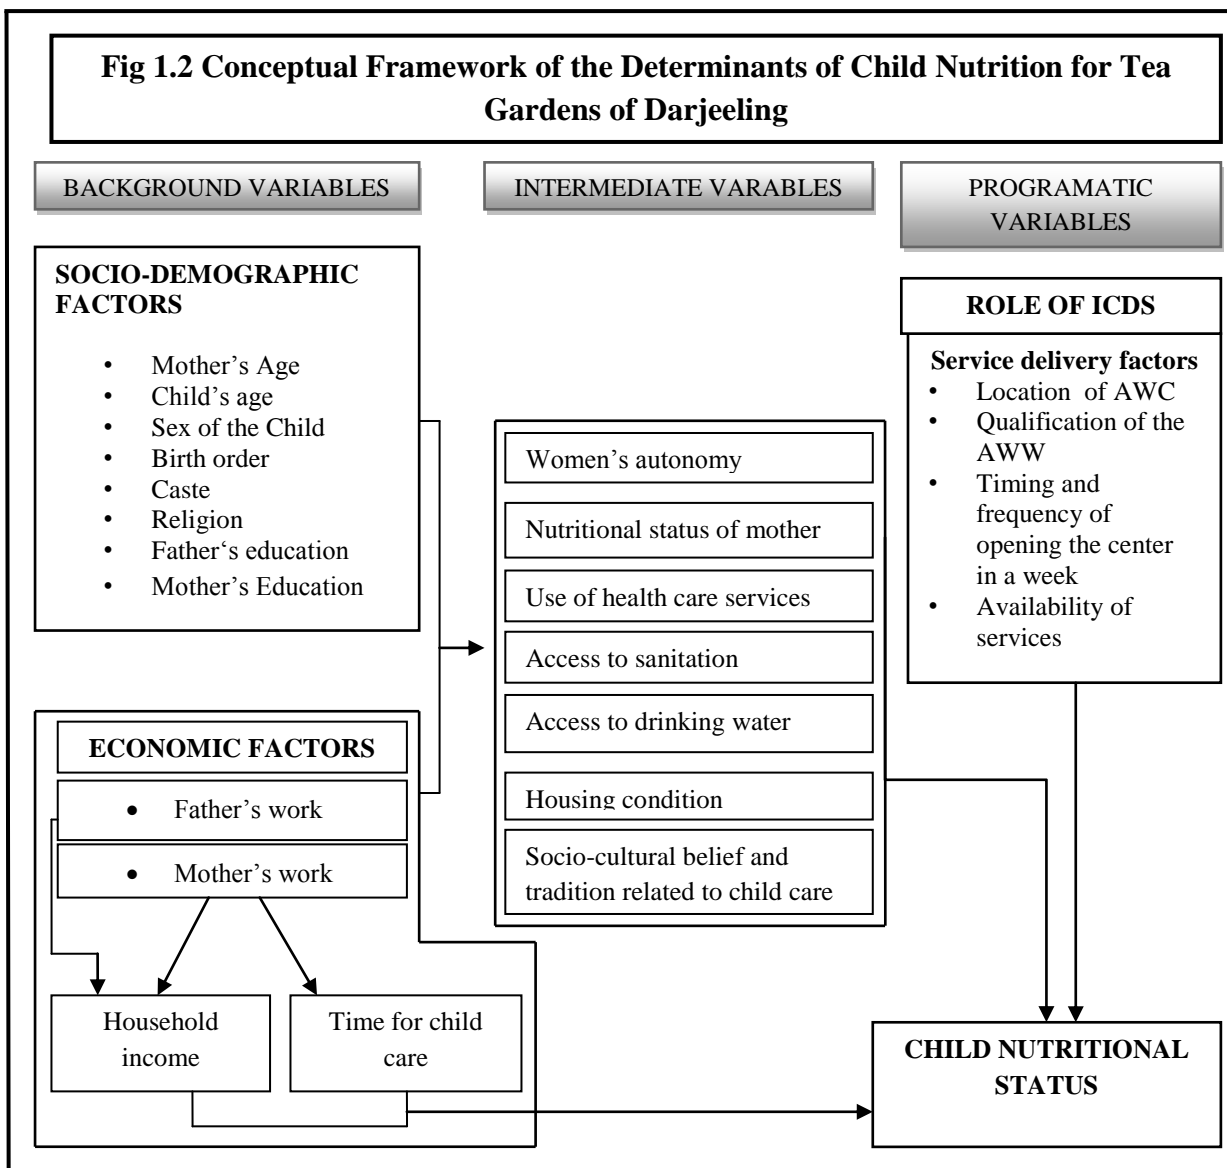 Fig 1.2 Conceptual Framework of the Determinants of Child Nutrition for Tea
Gardens of Darjeeling
BACKGROUND VARIABLES
INTERMEDIATE VARABLES
PROGRAMATIC
VARIABLES
SOCIO-DEMOGRAPHIC
FACTORS
• Mother’s Age
• Child’s age
• Sex of the Child
• Birth order
• Caste
• Religion
• Father‘s education
• Mother’s Education
ECONOMIC FACTORS
• Father’s work
• Mother’s work
Household
income
Time for child
care
Women’s autonomy
Nutritional status of mother
Use of health care services
Access to sanitation
Access to drinking water
Housing condition
Socio-cultural belief and
tradition related to child care
ROLE OF ICDS
Service delivery factors
• Location of AWC
• Qualification of the
AWW
• Timing and
frequency of
opening the center
in a week
• Availability of
services
CHILD NUTRITIONAL
STATUS